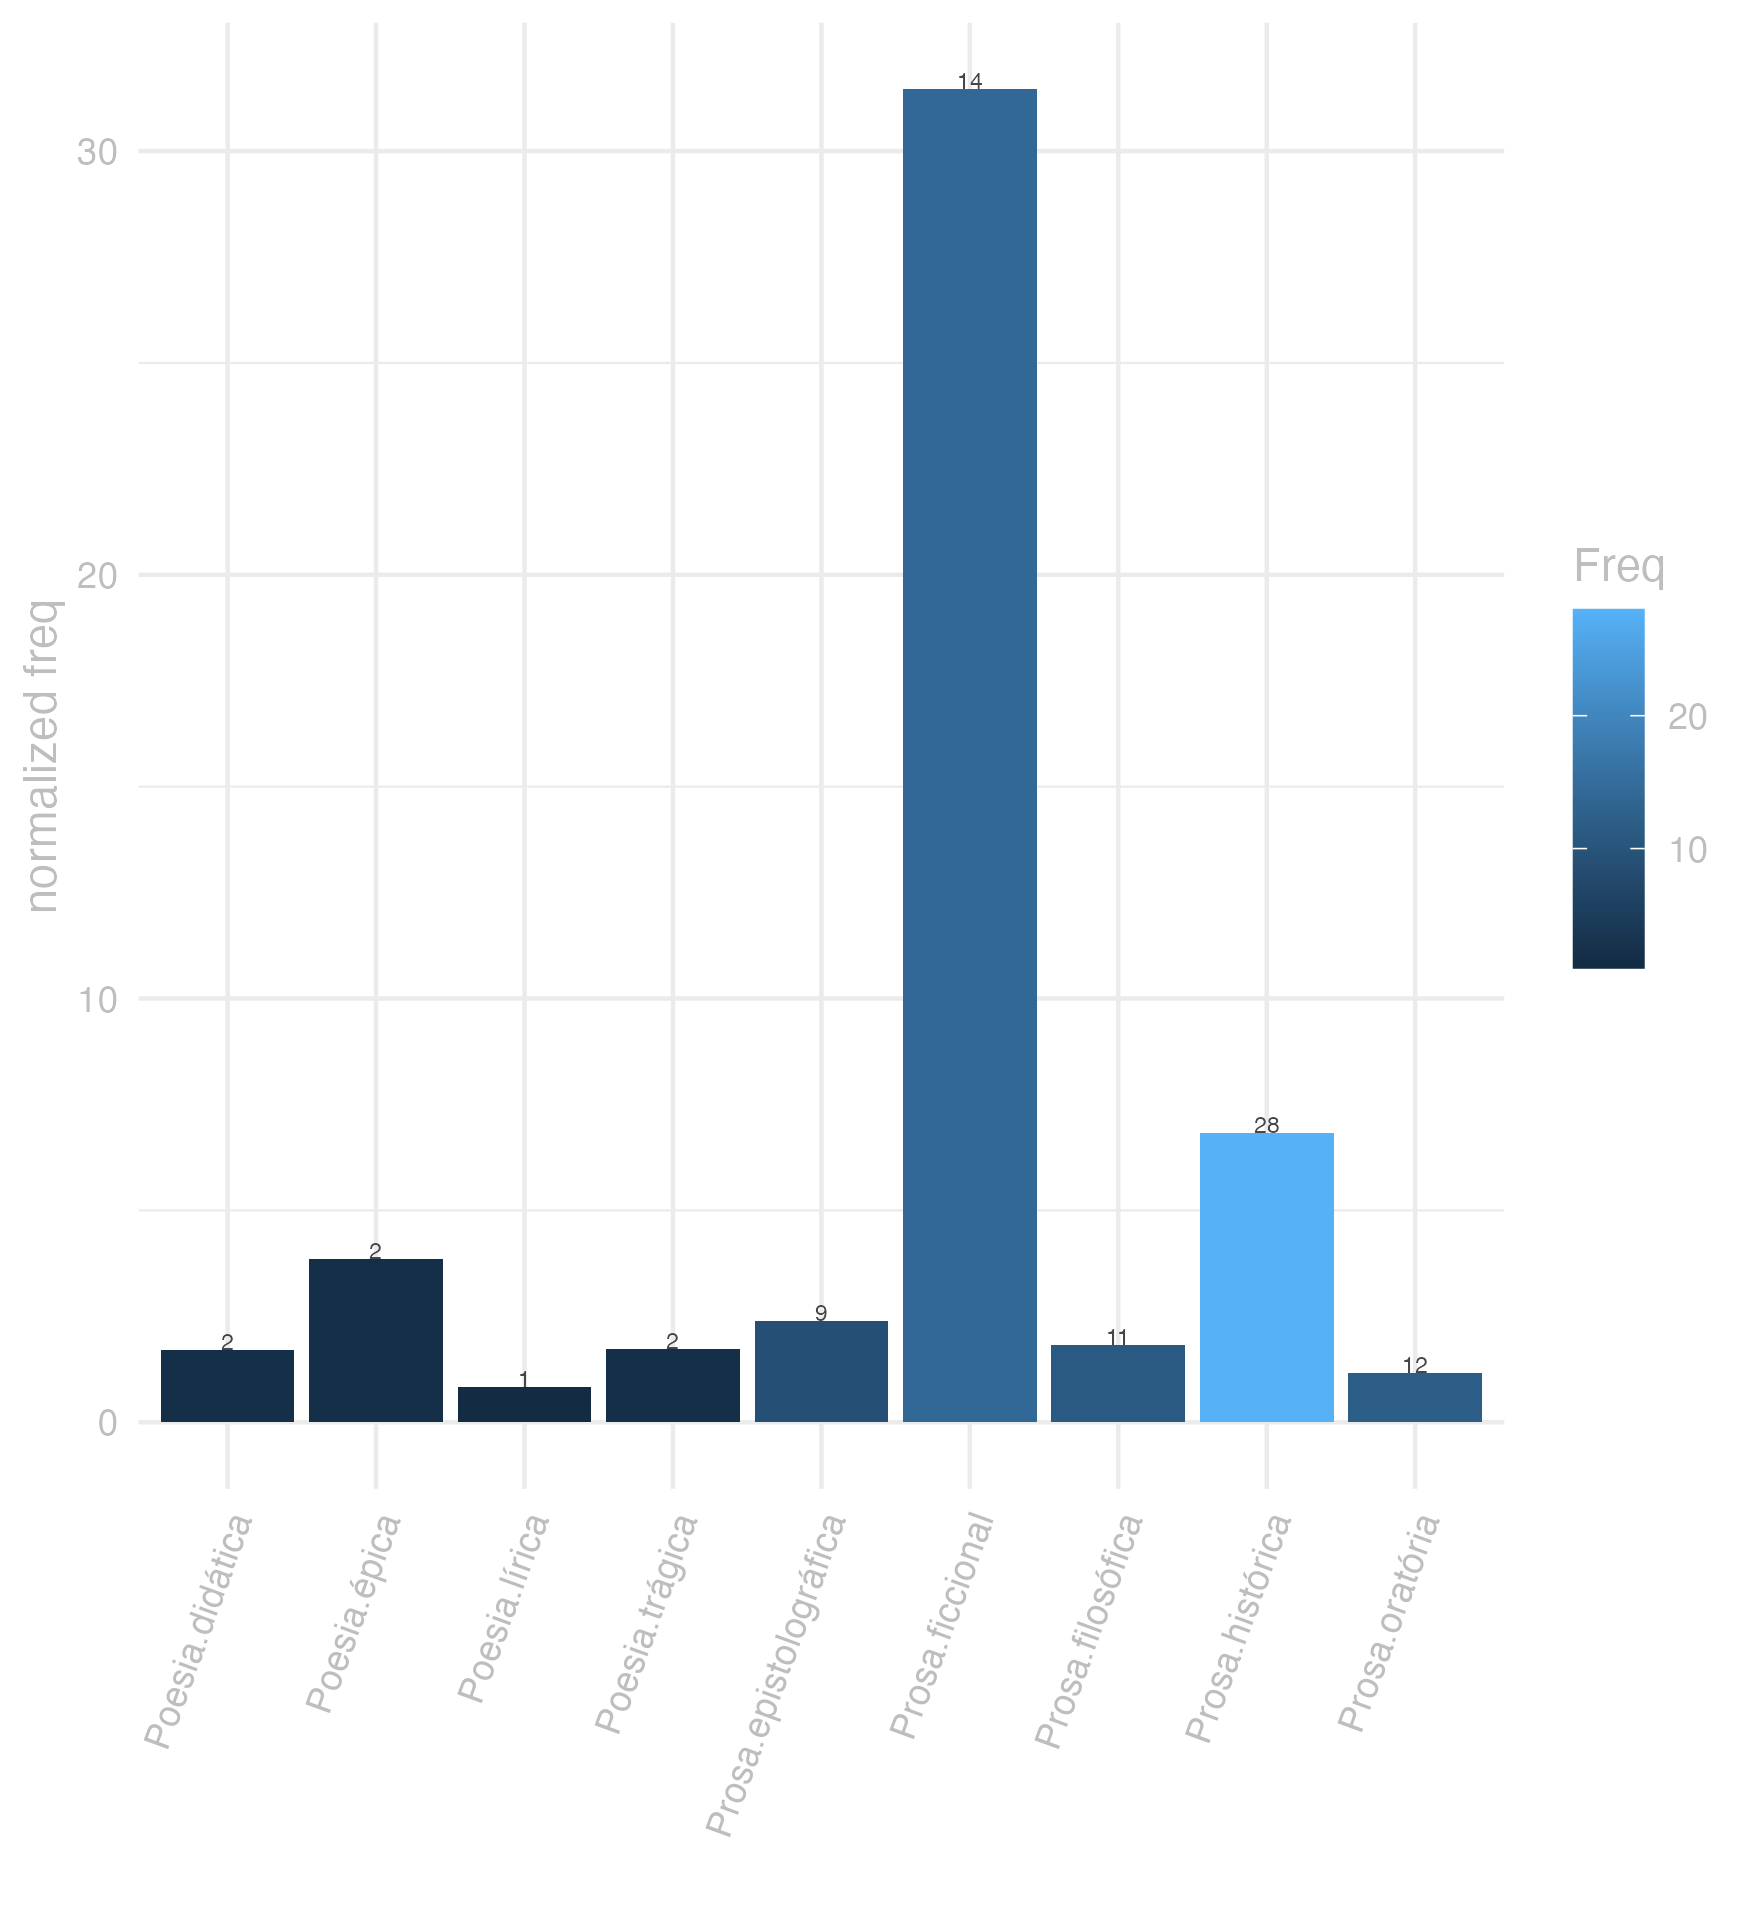 normalized freq
30
20
10
0
14
28
2
2
1
2
9
11
12
Poesia.didática
Poesia.épica
Poesia.lírica
Poesia.trágica
Prosa.epistolográfica
Prosa.ficcional
Prosa.filosófica
Prosa.histórica
Prosa.oratória
Freq
20
10